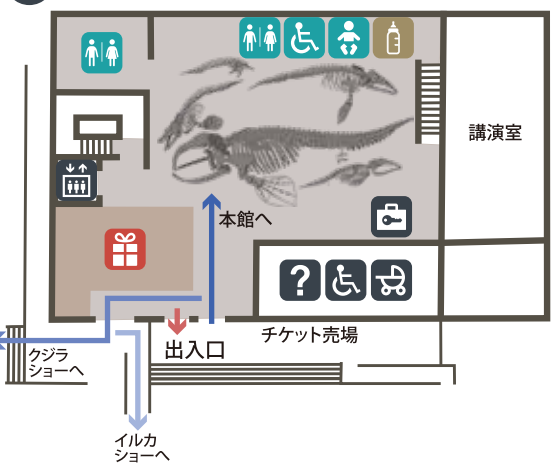 講演室
本館へ
?
チケット売場
出入口
クジラ
ショーへ
イルカ
ショーへ